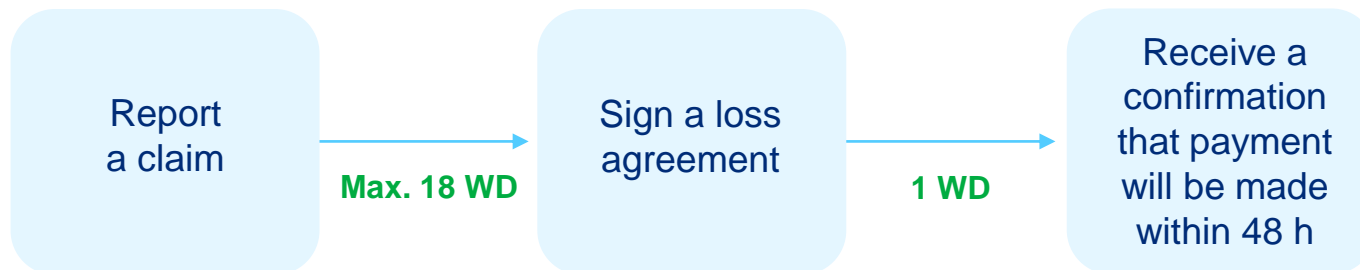 Report
a claim
Max. 18 WD
Sign a loss
agreement
1 WD
Receive a
confirmation
that payment
will be made
within 48 h